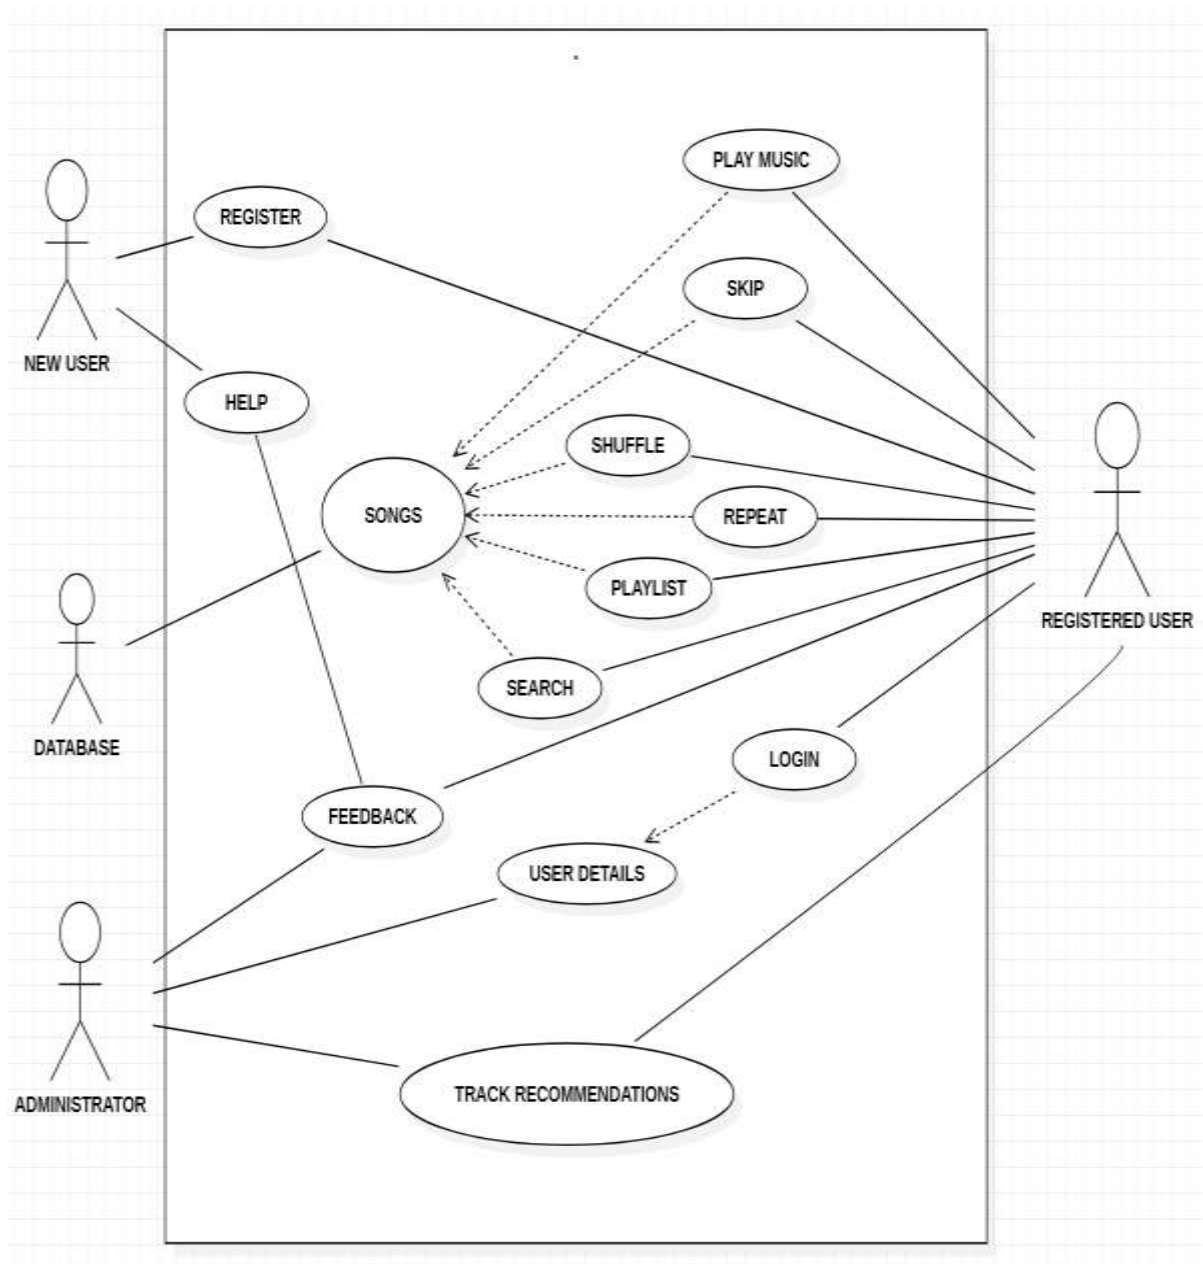 PLAY MUSIC
REGISTER
SKIP
NEW USER
HELP
SHUFFLE
SONGS
REPEAT
PLAYLIST
REGISTERED USER
SEARCH
DATABASE
LOGIN
FEEDBACK
USER DETAILS
TRACK RECOMMENDATIONS
ADMINISTRATOR